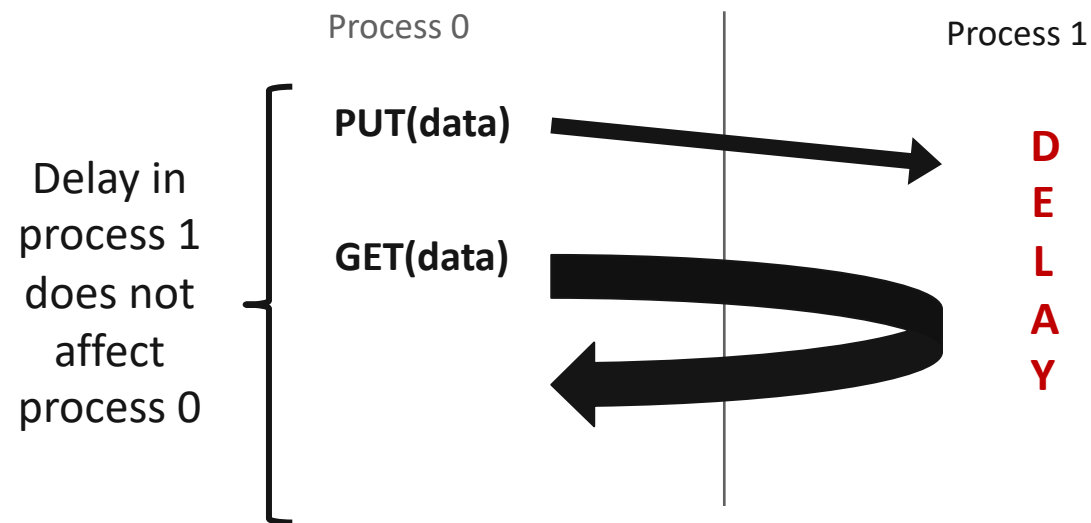 Process 0
Process 1
PUT(data)
GET(data)
Delay in
process 1
does not
affect
process 0
D
E
L
A
Y